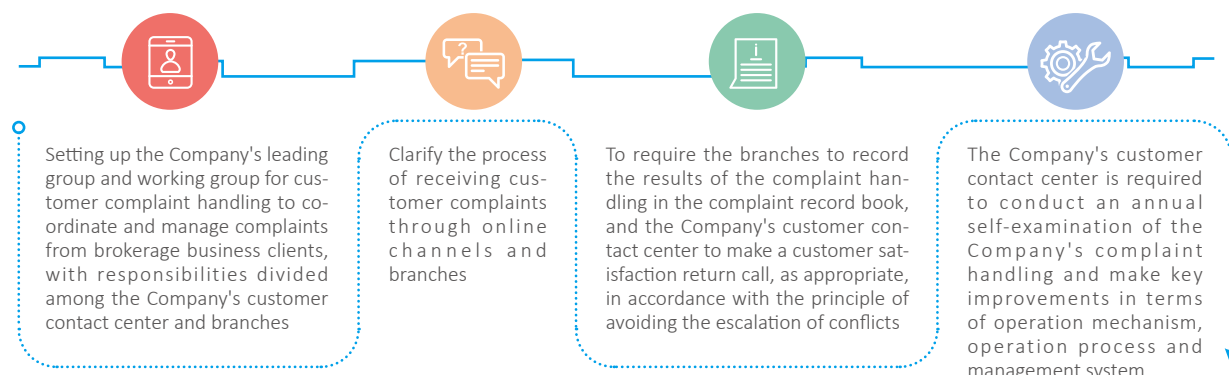 Setting up the Company's leading
group and working group for cus-
tomer complaint handling to co-
ordinate and manage complaints
from brokerage business clients,
with responsibilities divided
among the Company's customer
contact center and branches
Clarify the process
of receiving cus-
tomer complaints
through online
channels and
branches
To require the branches to record
the results of the complaint han-
dling in the complaint record book,
and the Company's customer con-
tact center to make a customer sat-
isfaction return call, as appropriate,
in accordance with the principle of
avoiding the escalation of conflicts
The Company's customer
contact center is required
to conduct an annual
self-examination of the
Company's complaint
handling and make key
improvements in terms
of operation mechanism,
operation process and
management system